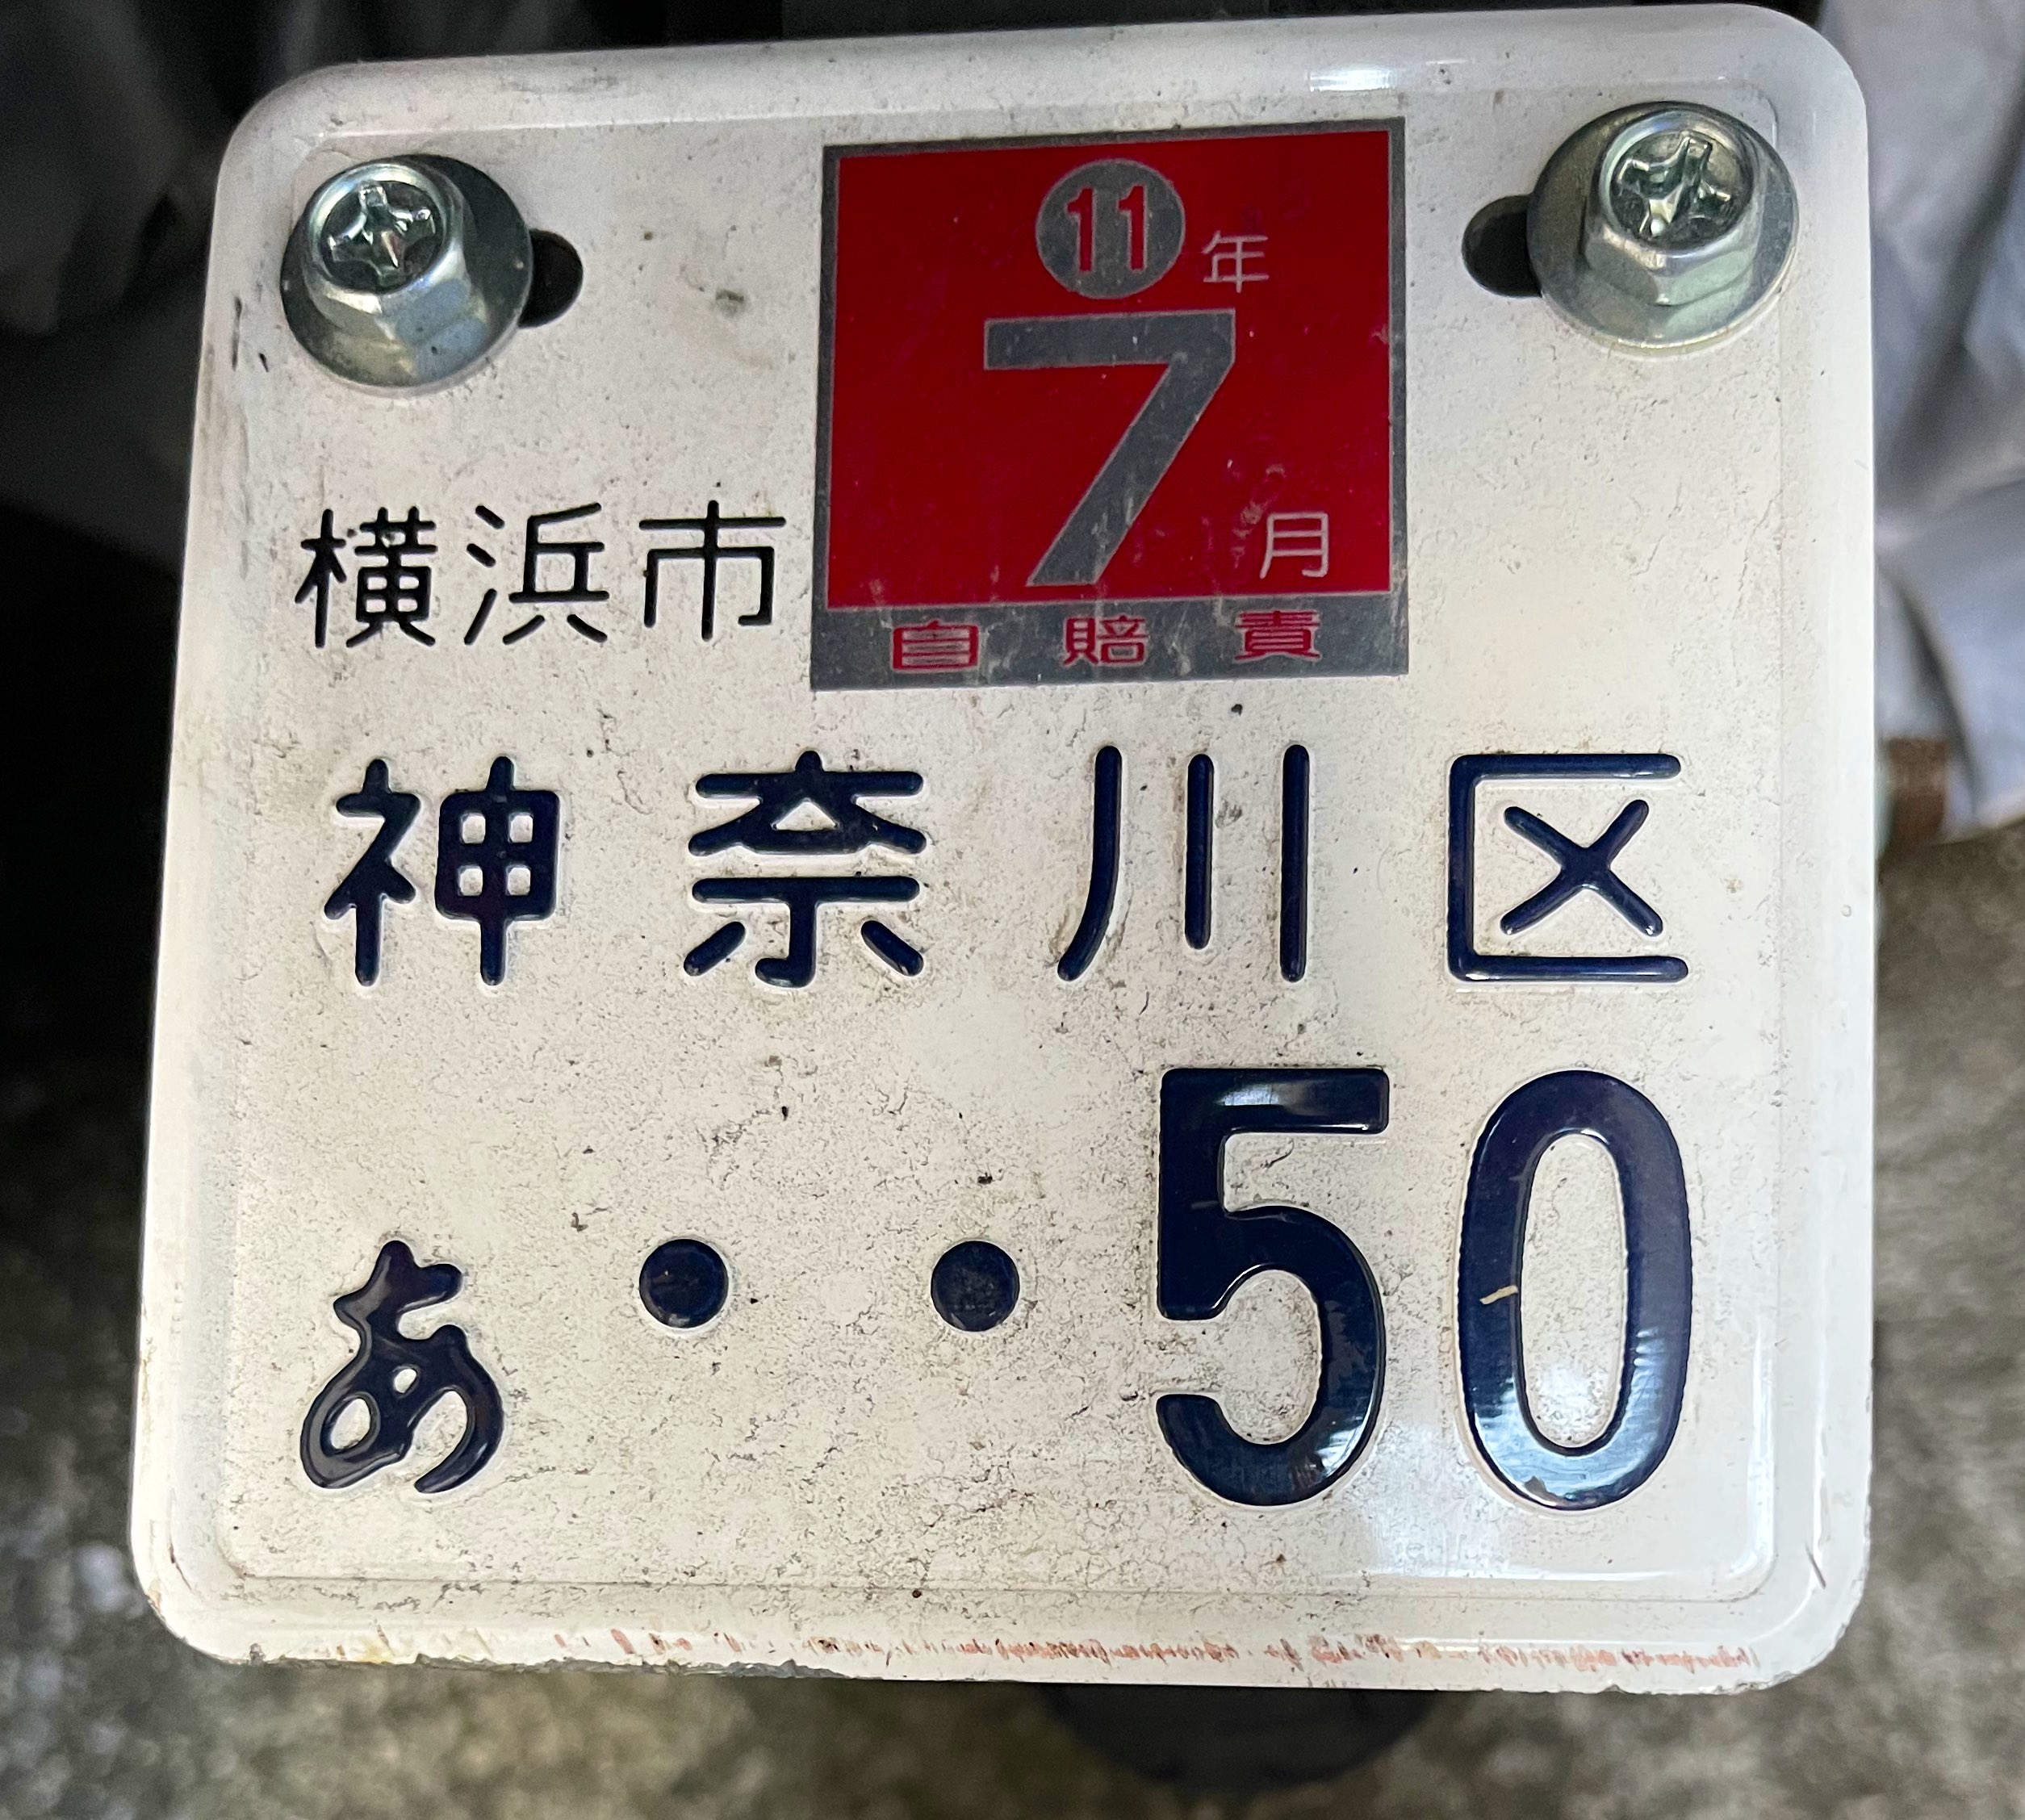 ⑪年
7月
自賠責
横浜市
神奈川区
あ・・50